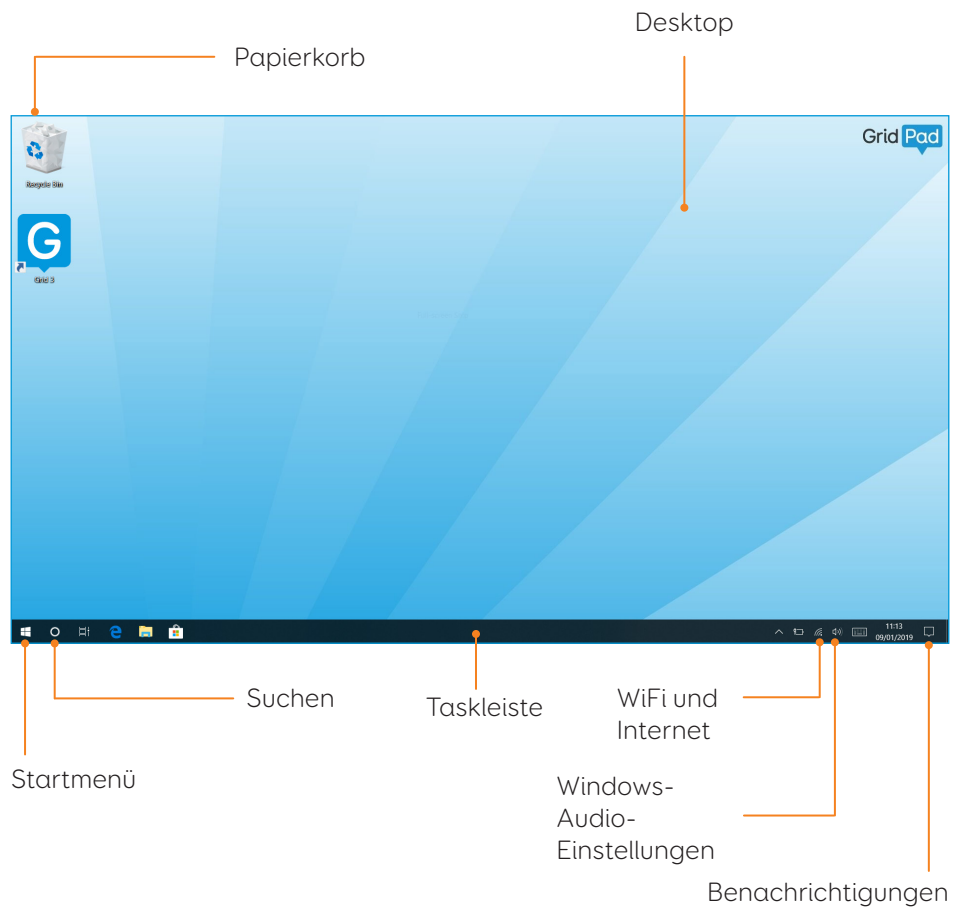 Desktop
Papierkorb
Grid Pad
Recycle Bin
G
Grid 3
11:13
09/01/2019
Suchen
Taskleiste
WiFi und
Internet
Startmenü
Windows-
Audio-
Einstellungen
Benachrichtigungen